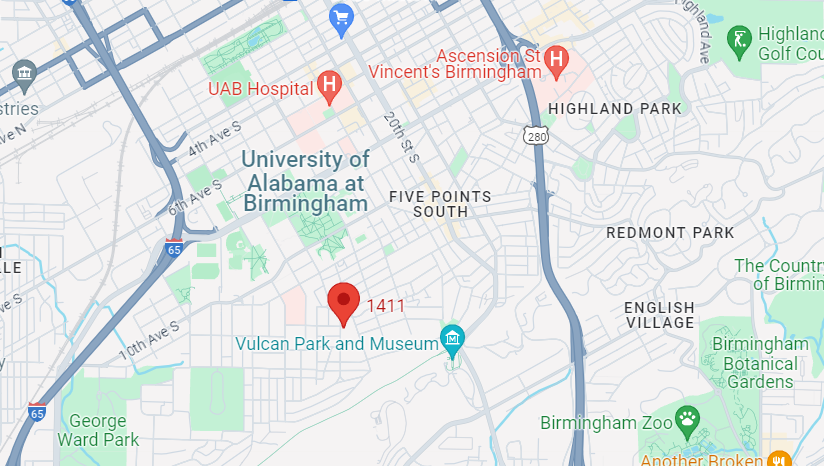 Highland Ave
Highland
Golf Cou
Ascension St
Vincent's Birmingham
UAB Hospital
stries
HIGHLAND PARK
Ave N
4th Ave S
20th St S
280
University of
Alabama at
Birmingham
6th Ave S
FIVE POINTS
SOUTH
REDMONT PARK
65
LLE
The Country
of Birmin
e S
1411
10th Ave S
ENGLISH
VILLAGE
Vulcan Park and Museum
Birmingham
Botanical
Gardens
65
George
Ward Park
Birmingham Zoo
Another Broken